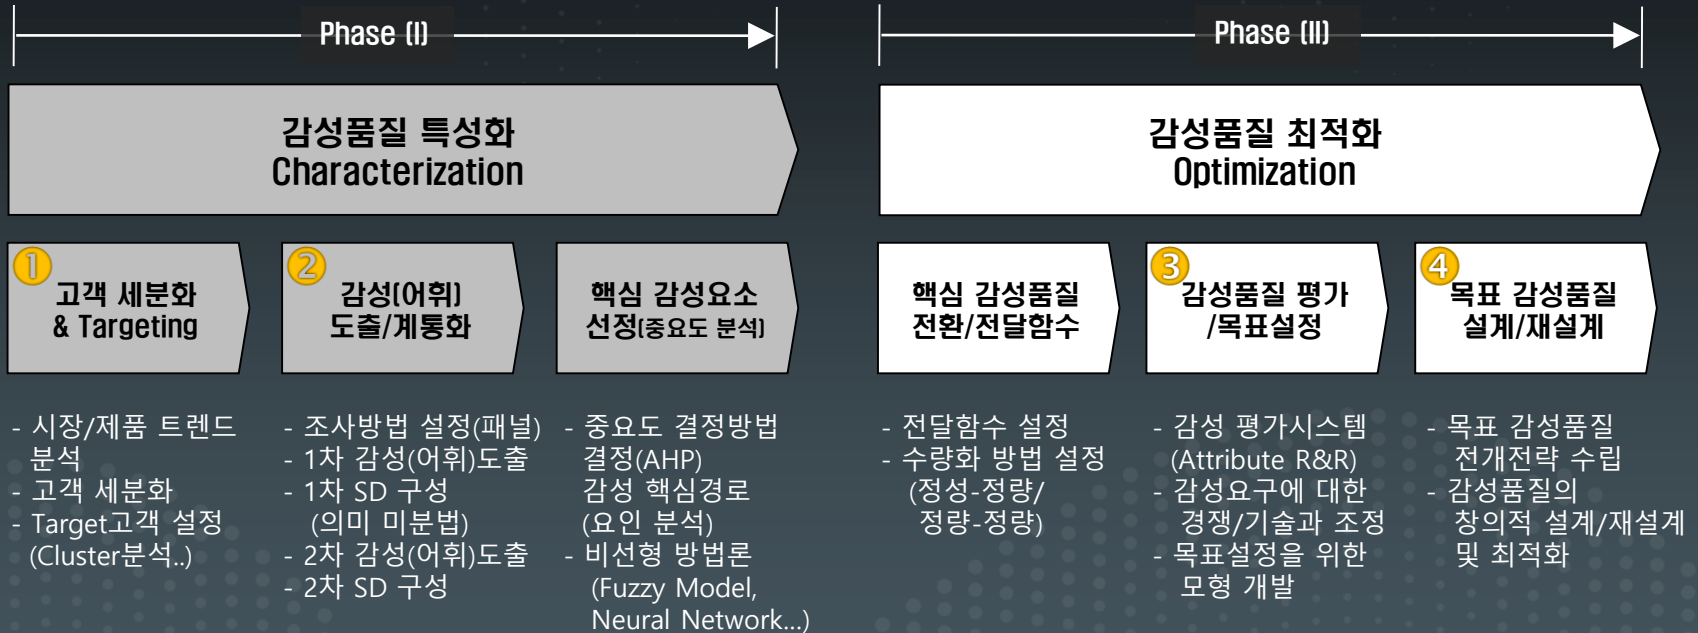 Phase (I)
감성품질 특성화
Characterization
1
고객 세분화
& Targeting
- 시장/제품 트렌드
분석
- 고객 세분화
- Target고객 설정
(Cluster분석..)
2
감성(어휘)
도출/계통화
- 조사방법 설정(패널)
- 1차 감성(어휘)도출
- 1차 SD 구성
(의미 미분법)
- 2차 감성(어휘)도출
- 2차 SD 구성
핵심 감성요소
선정(중요도 분석)
- 중요도 결정방법
결정(AHP)
감성 핵심경로
(요인 분석)
- 비선형 방법론
(Fuzzy Model,
Neural Network...)
Phase (II)
감성품질 최적화
Optimization
핵심 감성품질
전환/전달함수
- 전달함수 설정
- 수량화 방법 설정
(정성-정량/
정량-정량)
3
감성품질 평가
/목표설정
- 감성 평가시스템
(Attribute R&R)
- 감성요구에 대한
경쟁/기술과 조정
- 목표설정을 위한
모형 개발
4
목표 감성품질
설계/재설계
- 목표 감성품질
전개전략 수립
- 감성품질의
창의적 설계/재설계
및 최적화